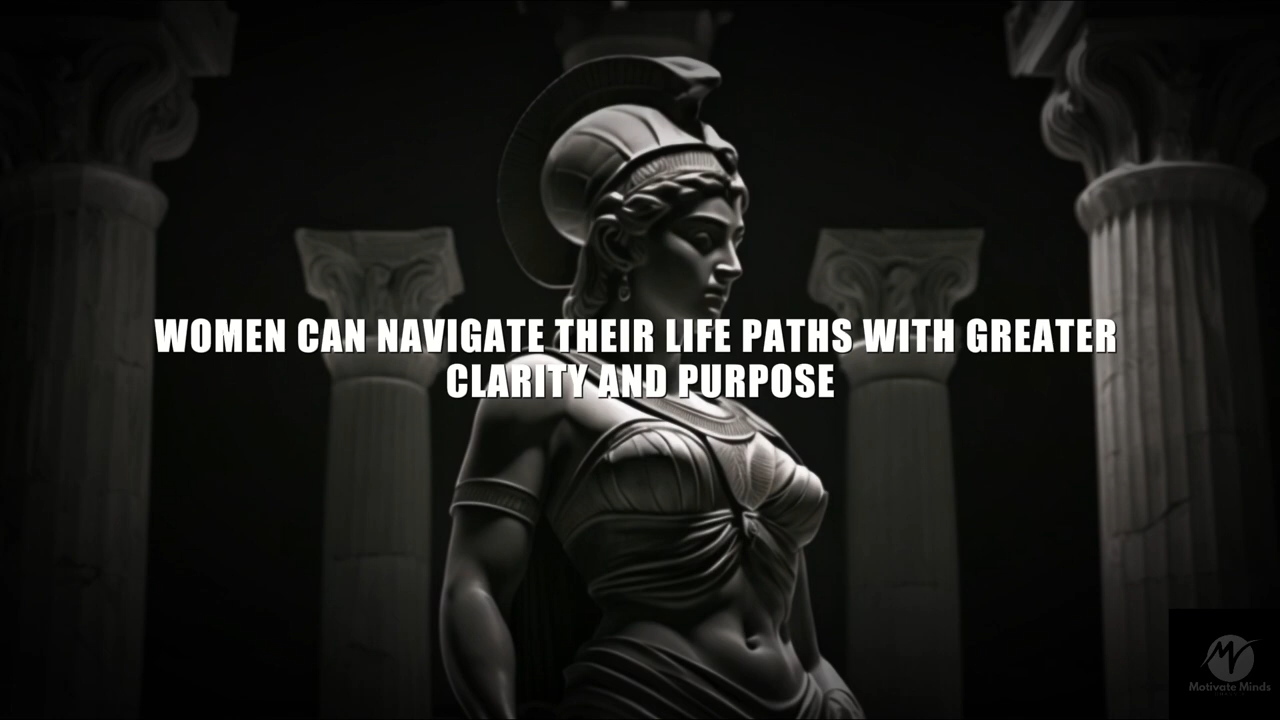 WOMEN CAN NAVIGATE THEIR LIFE PATHS WITH GREATER
CLARITY AND PURPOSE
Motivate Minds